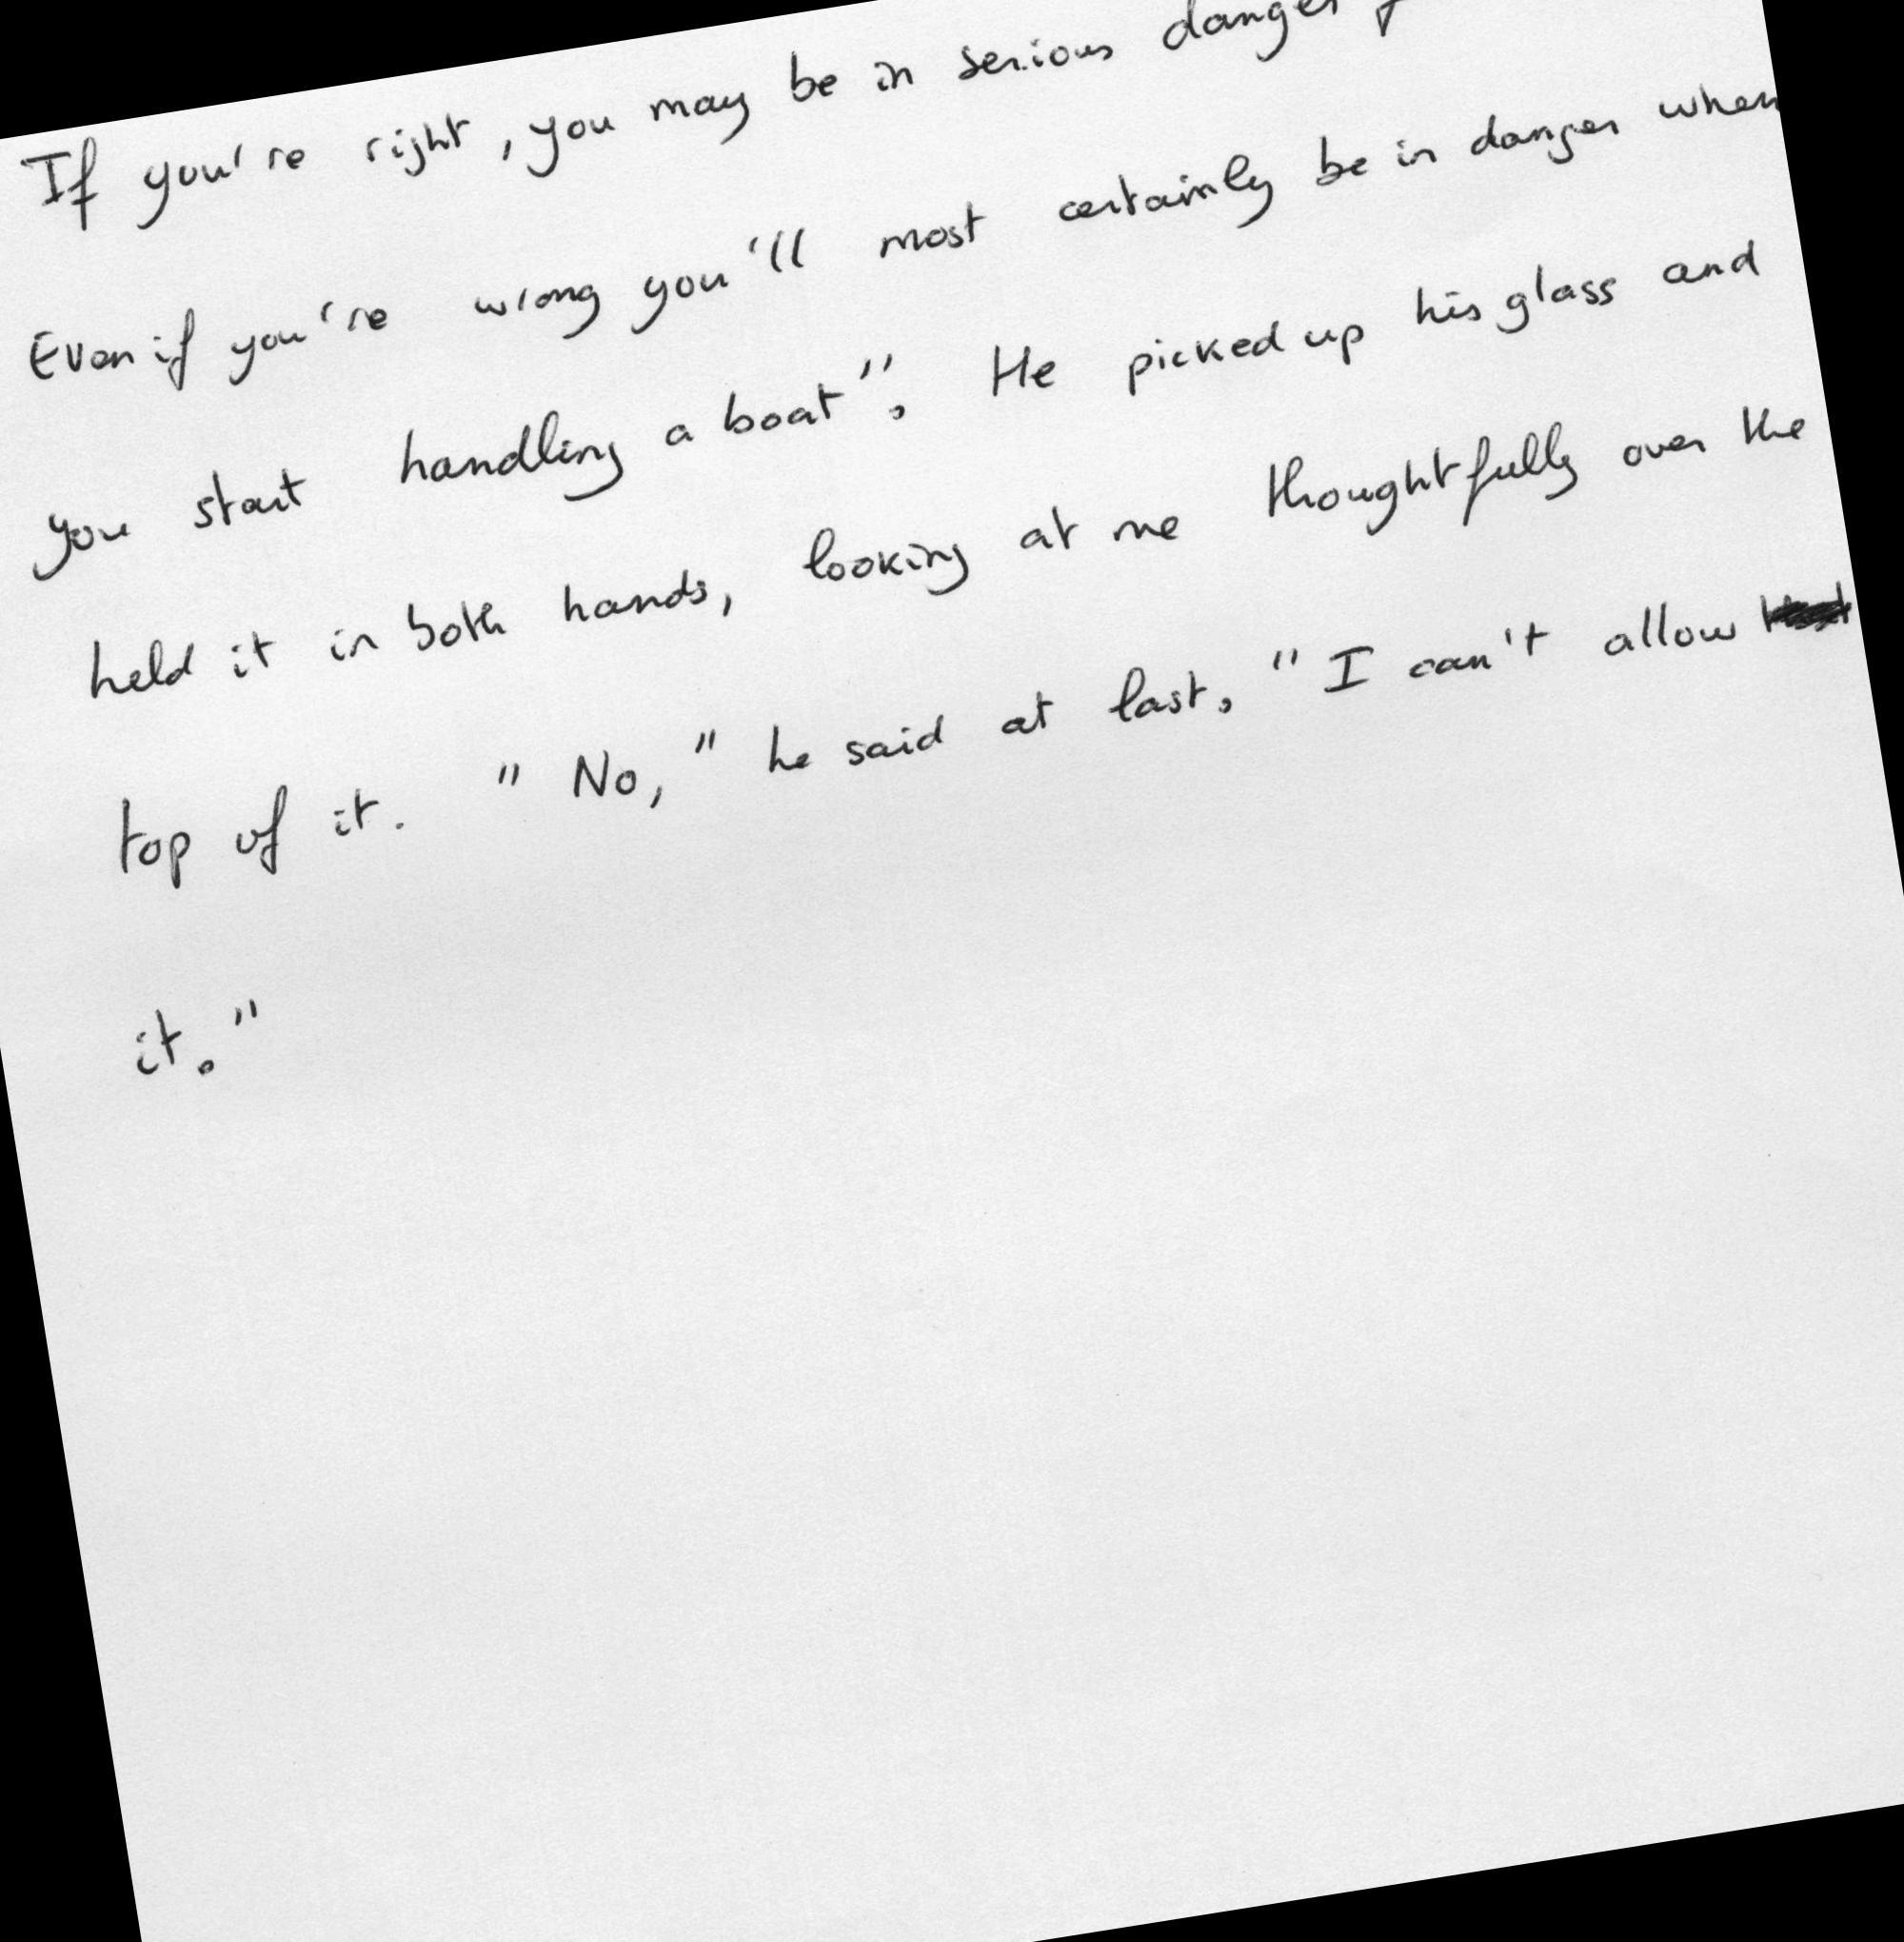 If you're right, you may be in serious danger
Even if you're wrong you'll most certainly be in danger when
you start handling a boat". He picked up his glass and
held it in both hands, looking at me thoughtfully over the
top of it. "No," he said at last, "I can't allow
it."